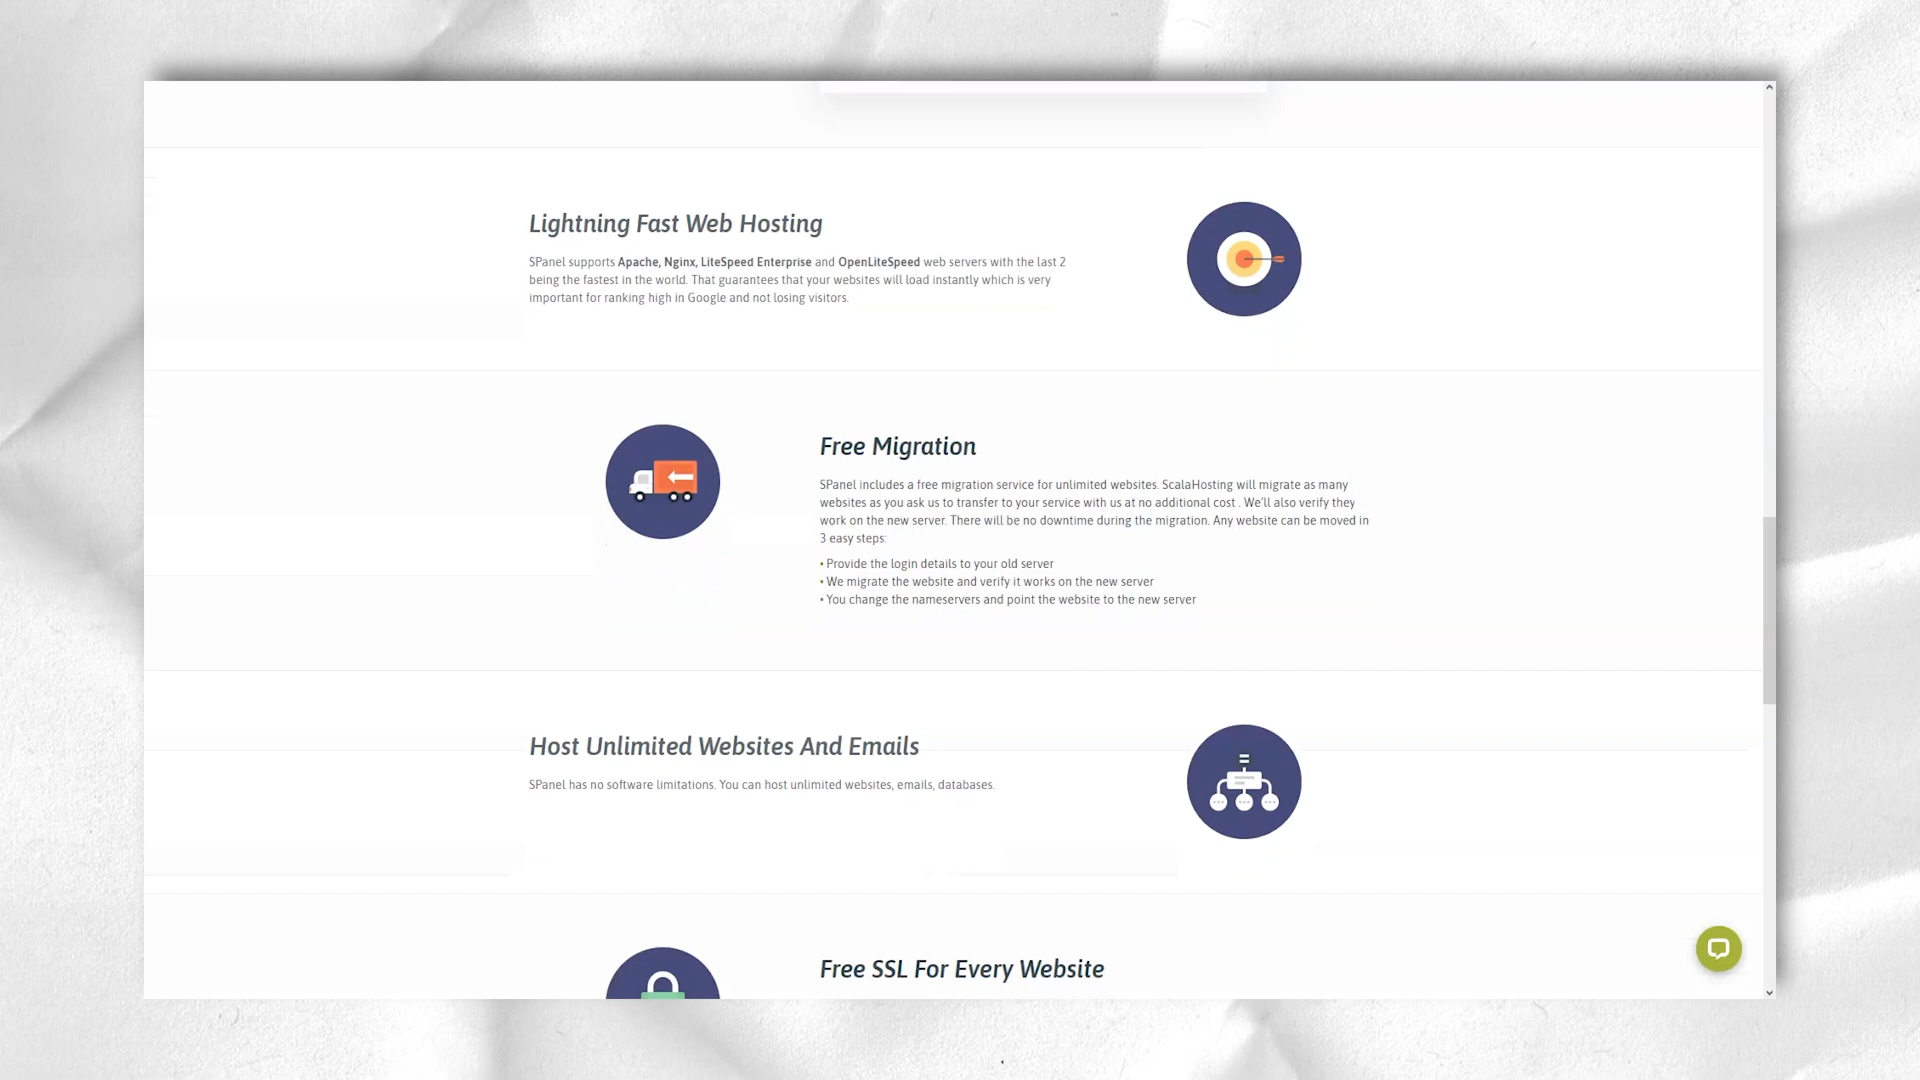 Lightning Fast Web Hosting
SPanel supports Apache, Nginx, LiteSpeed Enterprise and OpenLiteSpeed web servers with the last 2
being the fastest in the world. That guarantees that your websites will load instantly which is very
important for ranking high in Google and not losing visitors.
Free Migration
SPanel includes a free migration service for unlimited websites. ScalaHosting will migrate as many
websites as you ask us to transfer to your service with us at no additional cost . We'll also verify they
work on the new server. There will be no downtime during the migration. Any website can be moved in
3 easy steps:
• Provide the login details to your old server
• We migrate the website and verify it works on the new server
• You change the nameservers and point the website to the new server
Host Unlimited Websites And Emails
SPanel has no software limitations. You can host unlimited websites, emails, databases.
Free SSL For Every Website